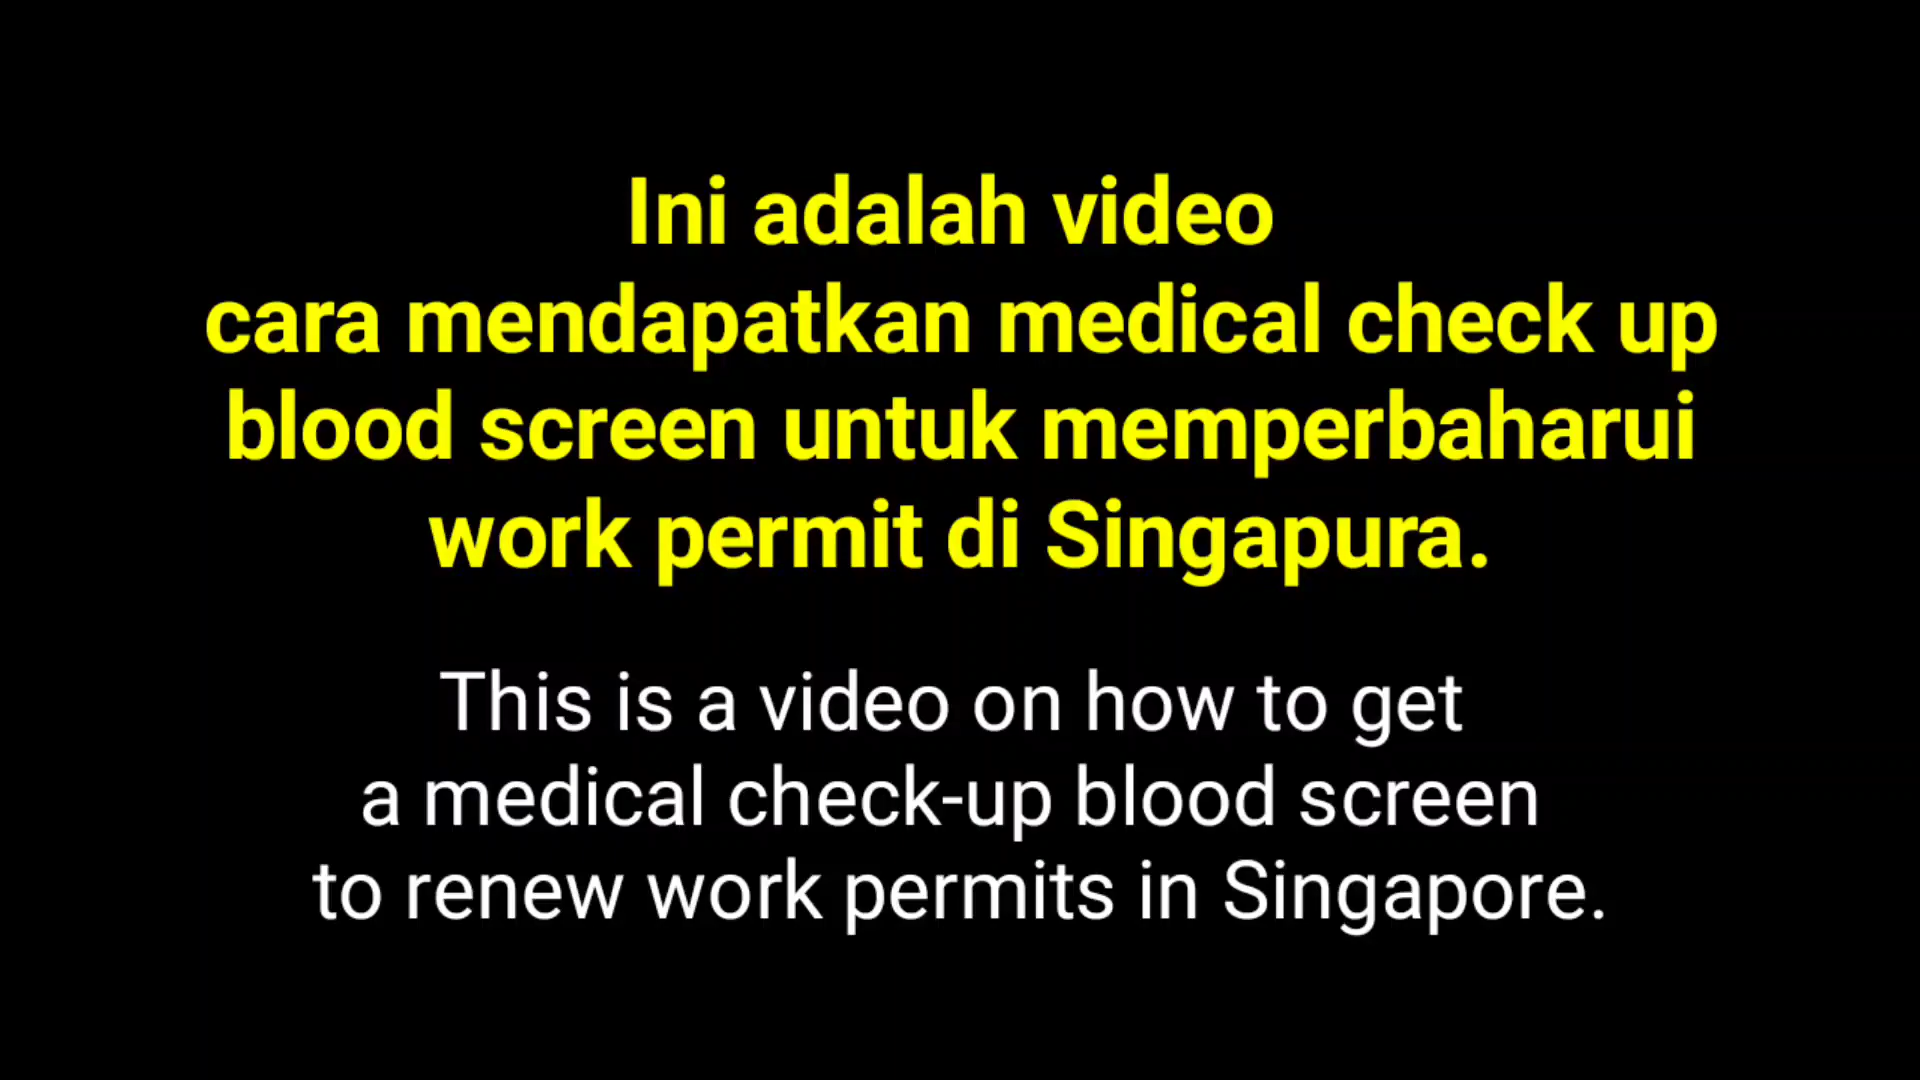 Ini adalah video
cara mendapatkan medical check up
blood screen untuk memperbaharui
work permit di Singapura.
This is a video on how to get
a medical check-up blood screen
to renew work permits in Singapore.